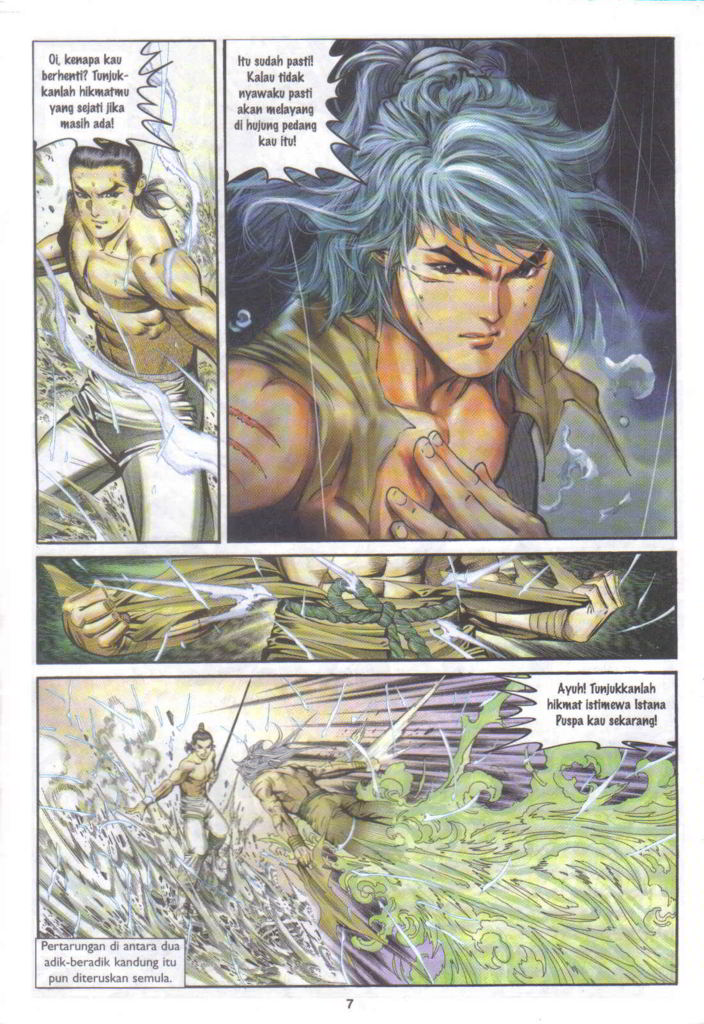 Oi, kenapa kau
berhenti? Tunjuk-
kanlah hikmatmu
yang sejati jika
masih ada!
Itu sudah pasti!
Kalau tidak
nyawaku pasti
akan melayang
di hujung pedang
kau itu!
Ayuh! Tunjukkanlah
hikmat istimewa Istana
Puspa kau sekarang!
Pertarungan di antara dua
adik-beradik kandung itu
pun diteruskan semula.
7